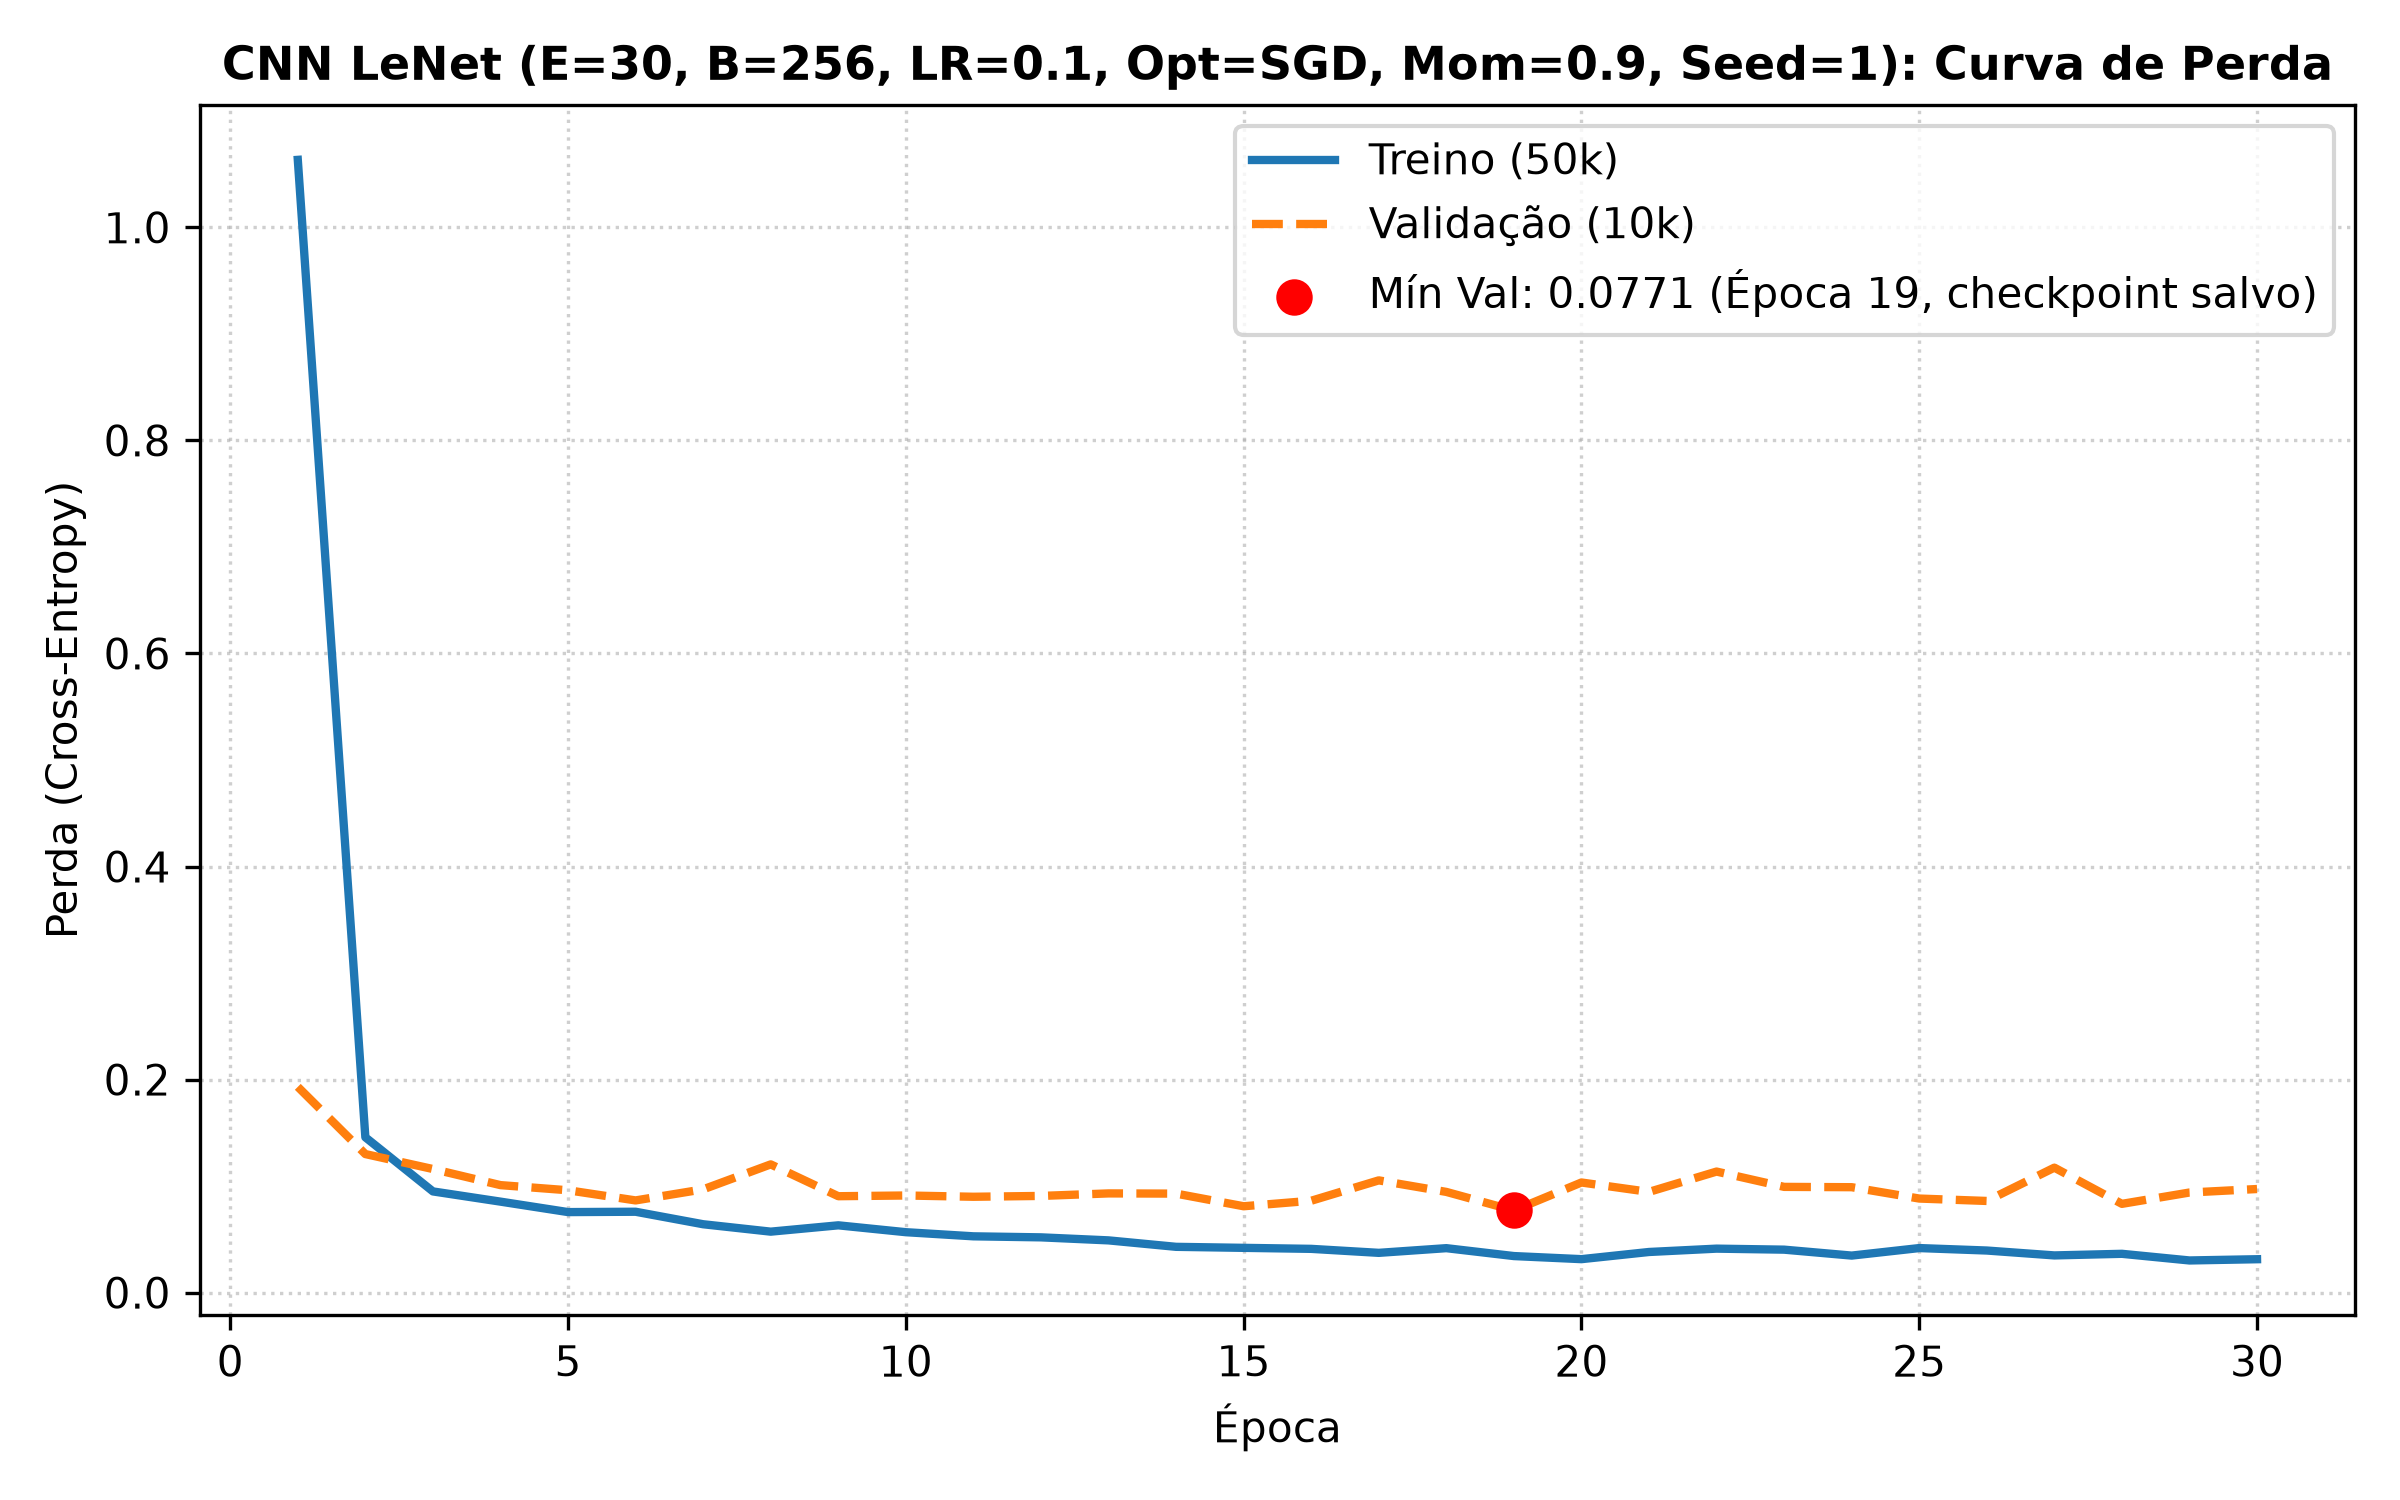 CNN LeNet (E=30, B=256, LR=0.1, Opt=SGD, Mom=0.9, Seed=1): Curva de Perda
Treino (50k)
Validação (10k)
Mín Val: 0.0771 (Época 19, checkpoint salvo)
Perda (Cross-Entropy)
1.0
0.8
0.6
0.4
0.2
0.0
0 5 10 15 20 25 30
Época